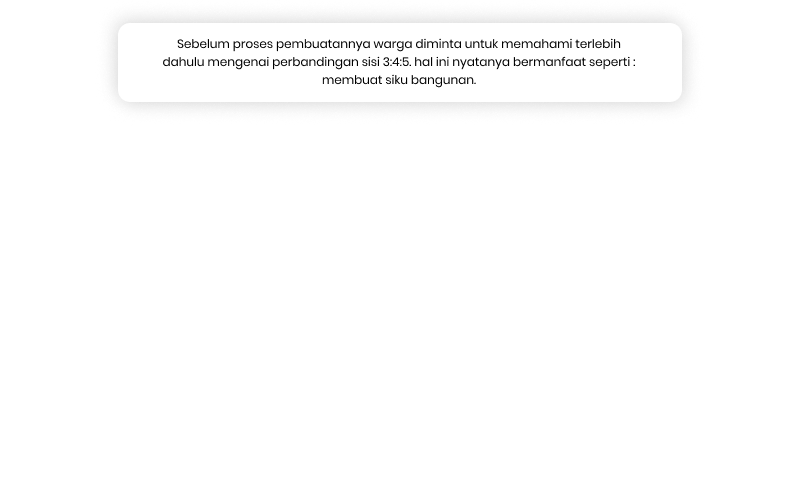 Sebelum proses pembuatannya warga diminta untuk memahami terlebih
dahulu mengenai perbandingan sisi 3:4:5. hal ini nyatanya bermanfaat seperti :
membuat siku bangunan.